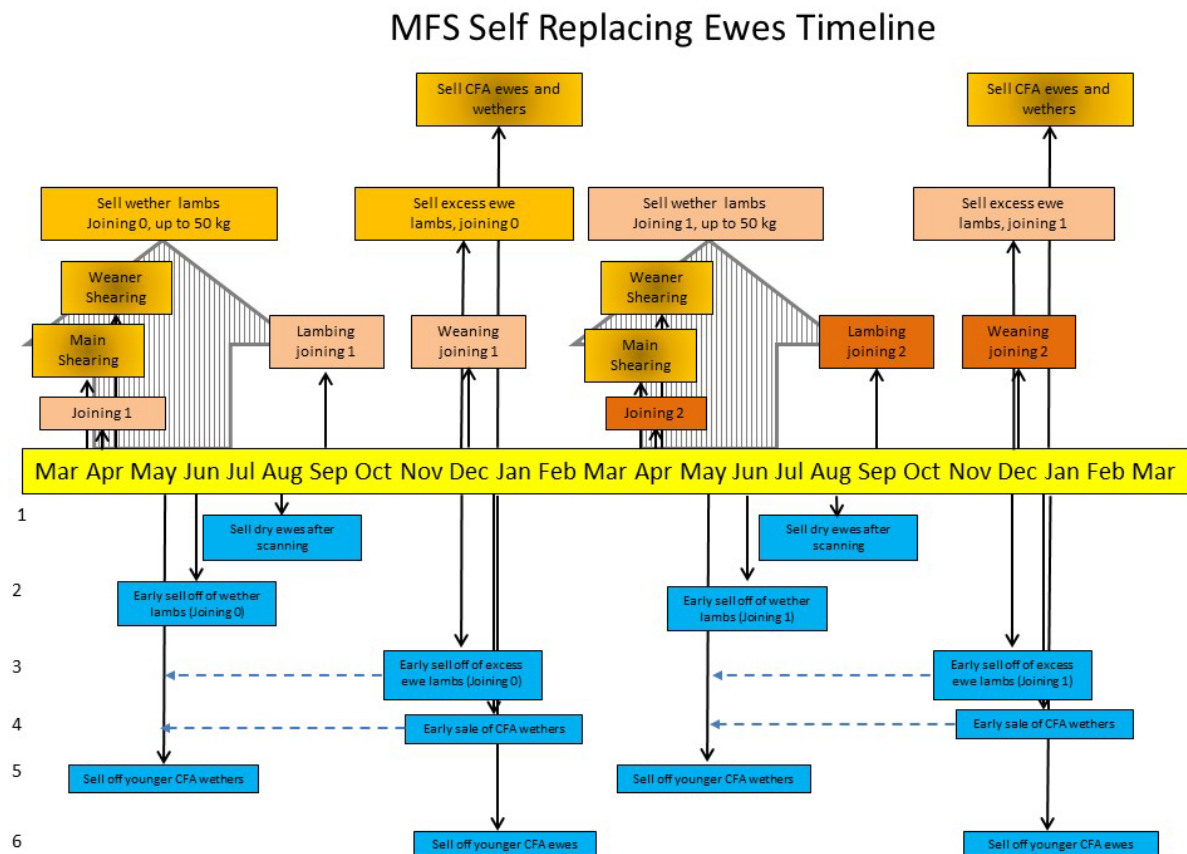 MFS Self Replacing Ewes Timeline
Sell CFA ewes and
wethers
Sell CFA ewes and
wethers
Sell wether lambs
Joining 0, up to 50 kg
Sell excess ewe
lambs, joining 0
Sell wether lambs
Joining 1, up to 50 kg
Sell excess ewe
lambs, joining 1
Weaner
Shearing
Weaner
Shearing
Main
Shearing
Lambing
joining 1
Weaning
joining 1
Main
Shearing
Lambing
joining 2
Weaning
joining 2
Joining 1
Joining 2
Mar Apr May Jun Jul Aug Sep Oct Nov Dec Jan Feb Mar Apr May Jun Jul Aug Sep Oct Nov Dec Jan Feb Mar
1
Sell dry ewes after
scanning
Sell dry ewes after
scanning
2
Early sell off of wether
lambs (Joining 0)
Early sell off of wether
lambs (Joining 1)
3
Early sell off of excess
ewe lambs (Joining 0)
Early sell off of excess
ewe lambs (Joining 1)
4
Early sale of CFA wethers
Early sale of CFA wethers
5
Sell off younger CFA wethers
Sell off younger CFA wethers
6
Sell off younger CFA ewes
Sell off younger CFA ewes